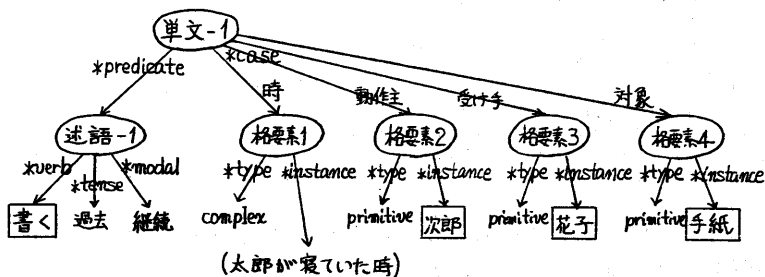 単文-1
*predicate
*case
時
動作主
受け手
対象
述語-1
格要素1
格要素2
格要素3
格要素4
*verb
*tense
*modal
*type
*instance
*type
*instance
*type
*instance
*type
*instance
書く
過去
継続
complex
primitive
次郎
primitive
花子
primitive
手紙
(太郎が寝ていた時)